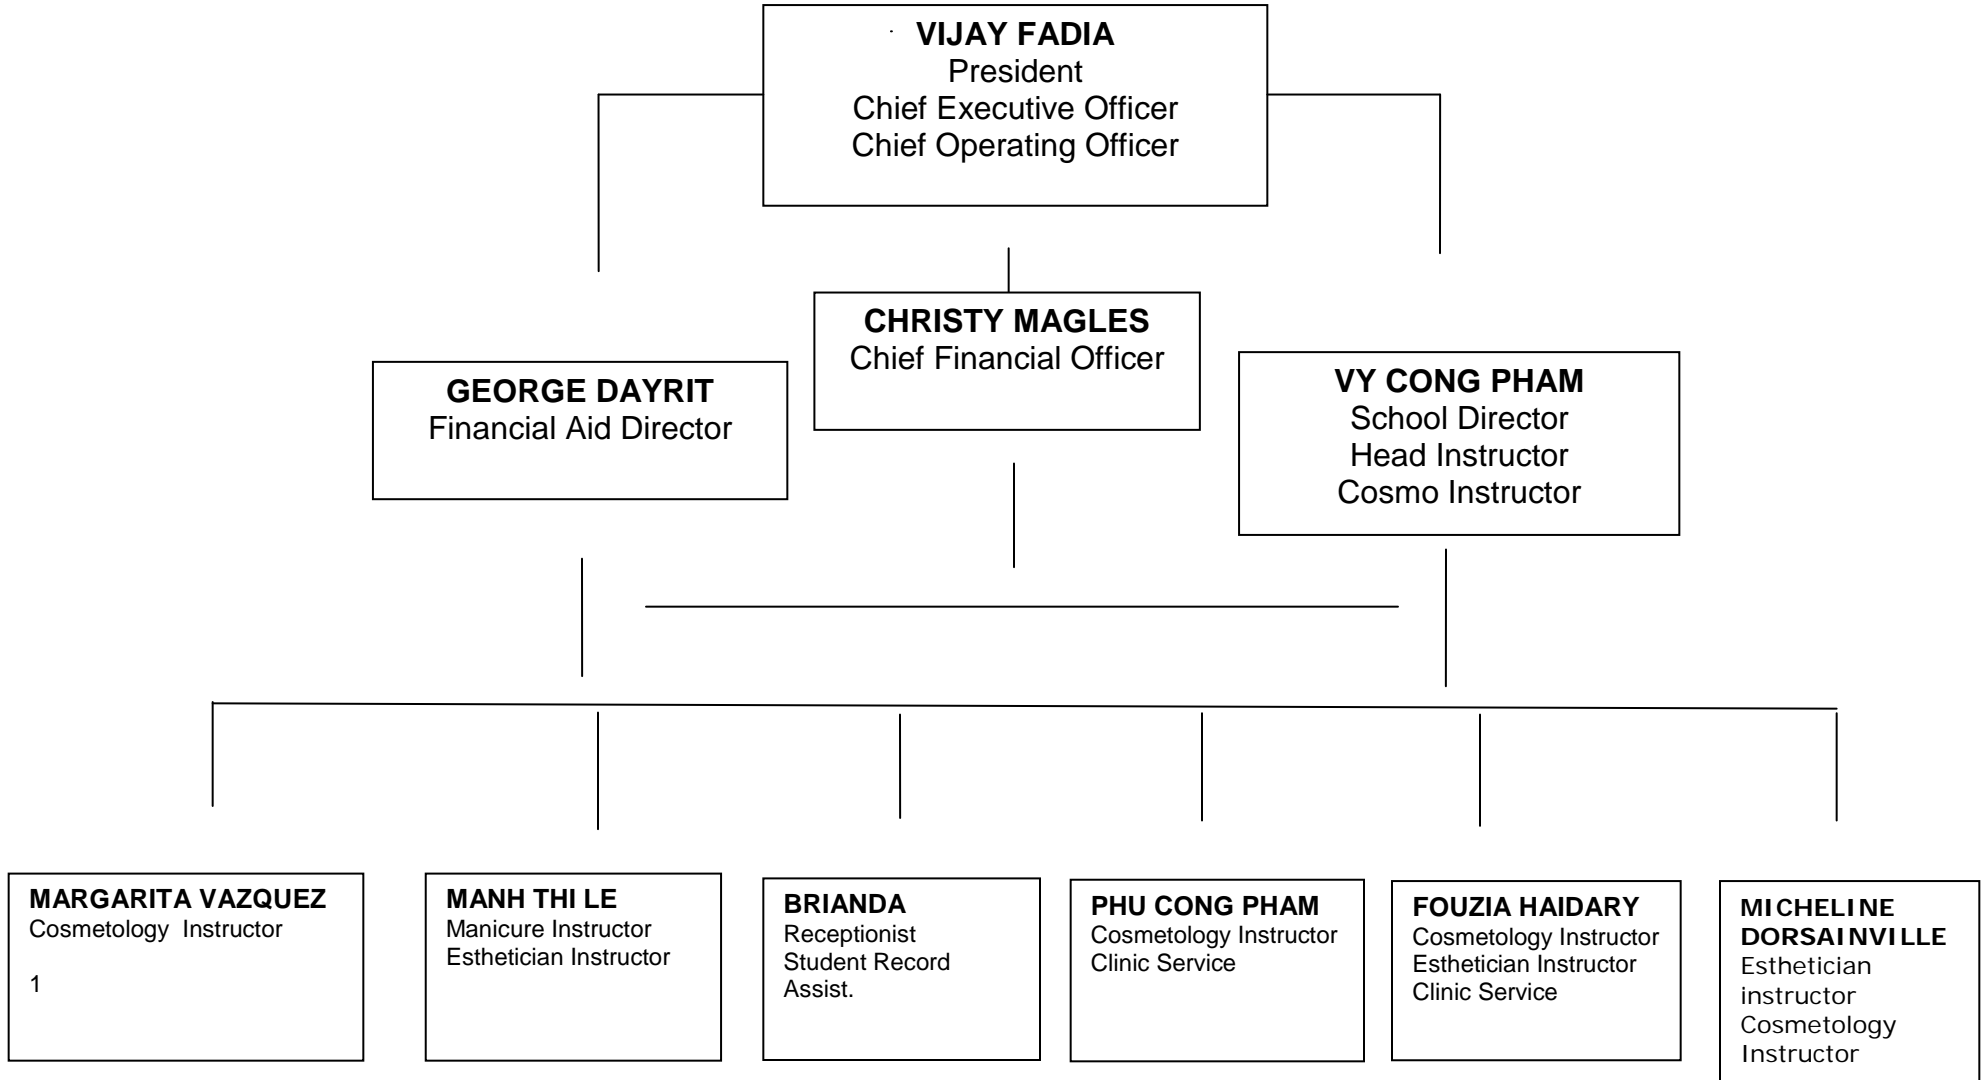 VIJAY FADIA
President
Chief Executive Officer
Chief Operating Officer
CHRISTY MAGLES
Chief Financial Officer
GEORGE DAYRIT
Financial Aid Director
VY CONG PHAM
School Director
Head Instructor
Cosmo Instructor
MARGARITA VAZQUEZ
Cosmetology  Instructor
1
MANH THI LE
Manicure Instructor
Esthetician Instructor
BRIANDA
Receptionist
Student Record
Assist.
PHU CONG PHAM
Cosmetology Instructor
Clinic Service
FOUZIA HAIDARY
Cosmetology Instructor
Esthetician Instructor
Clinic Service
MICHELINE
DORSAINVILLE
Esthetician
instructor
Cosmetology
Instructor